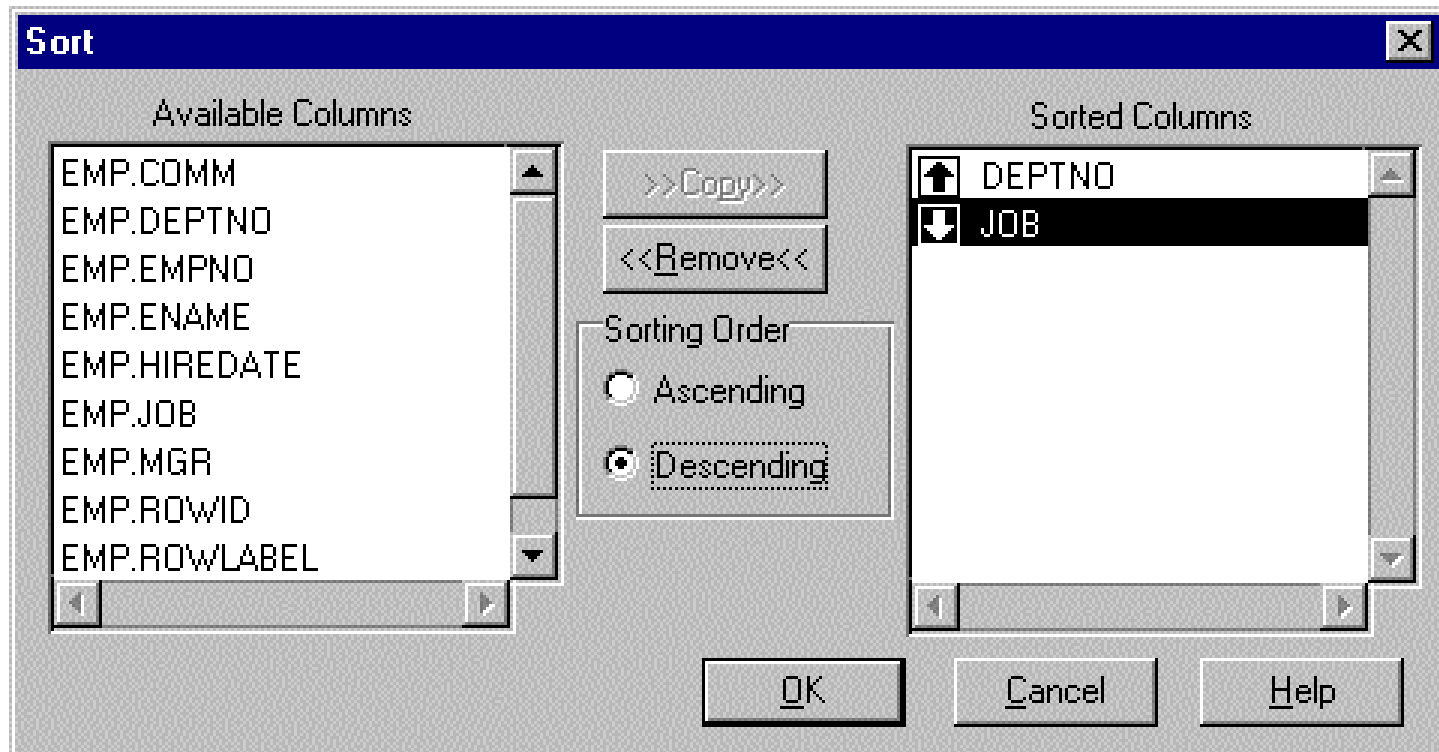 Sort
Available Columns
EMP.COMM
EMP.DEPTNO
EMP.EMPNO
EMP.ENAME
EMP.HIREDATE
EMP.JOB
EMP.MGR
EMP.ROWID
EMP.ROWLABEL
>>Copy>>
<<Remove<<
Sorting Order
Ascending
Descending
Sorted Columns
DEPTNO
JOB
OK
Cancel
Help